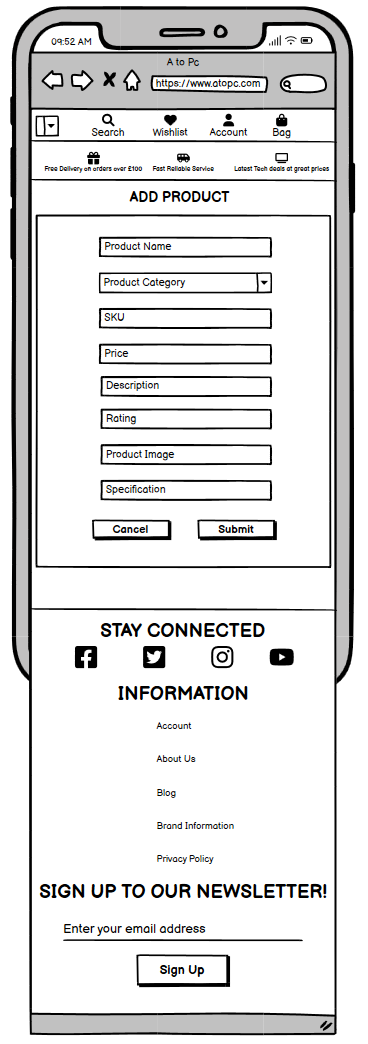 09:52 AM
A to Pc
https://www.atopc.com
Search Wishlist Account Bag
Free Delivery on orders over £100 Fast Reliable Service Latest Tech deals at great prices
ADD PRODUCT
Product Name
Product Category
SKU
Price
Description
Rating
Product Image
Specification
Cancel Submit
STAY CONNECTED
INFORMATION
Account
About Us
Blog
Brand Information
Privacy Policy
SIGN UP TO OUR NEWSLETTER!
Enter your email address
Sign Up